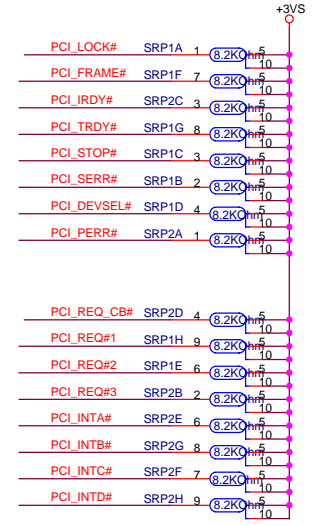 +3VS
PCI_LOCK# SRP1A 1 8.2KOhm 5 10
PCI_FRAME# SRP1F 7 8.2KOhm 5 10
PCI_IRDY# SRP2C 3 8.2KOhm 5 10
PCI_TRDY# SRP1G 8 8.2KOhm 5 10
PCI_STOP# SRP1C 3 8.2KOhm 5 10
PCI_SERR# SRP1B 2 8.2KOhm 5 10
PCI_DEVSEL# SRP1D 4 8.2KOhm 5 10
PCI_PERR# SRP2A 1 8.2KOhm 5 10
PCI_REQ_CB# SRP2D 4 8.2KOhm 5 10
PCI_REQ#1 SRP1H 9 8.2KOhm 5 10
PCI_REQ#2 SRP1E 6 8.2KOhm 5 10
PCI_REQ#3 SRP2B 2 8.2KOhm 5 10
PCI_INTA# SRP2E 6 8.2KOhm 5 10
PCI_INTB# SRP2G 8 8.2KOhm 5 10
PCI_INTC# SRP2F 7 8.2KOhm 5 10
PCI_INTD# SRP2H 9 8.2KOhm 5 10